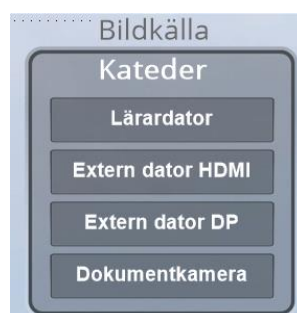 Bildkälla
Kateder
Lärardator
Extern dator HDMI
Extern dator DP
Dokumentkamera